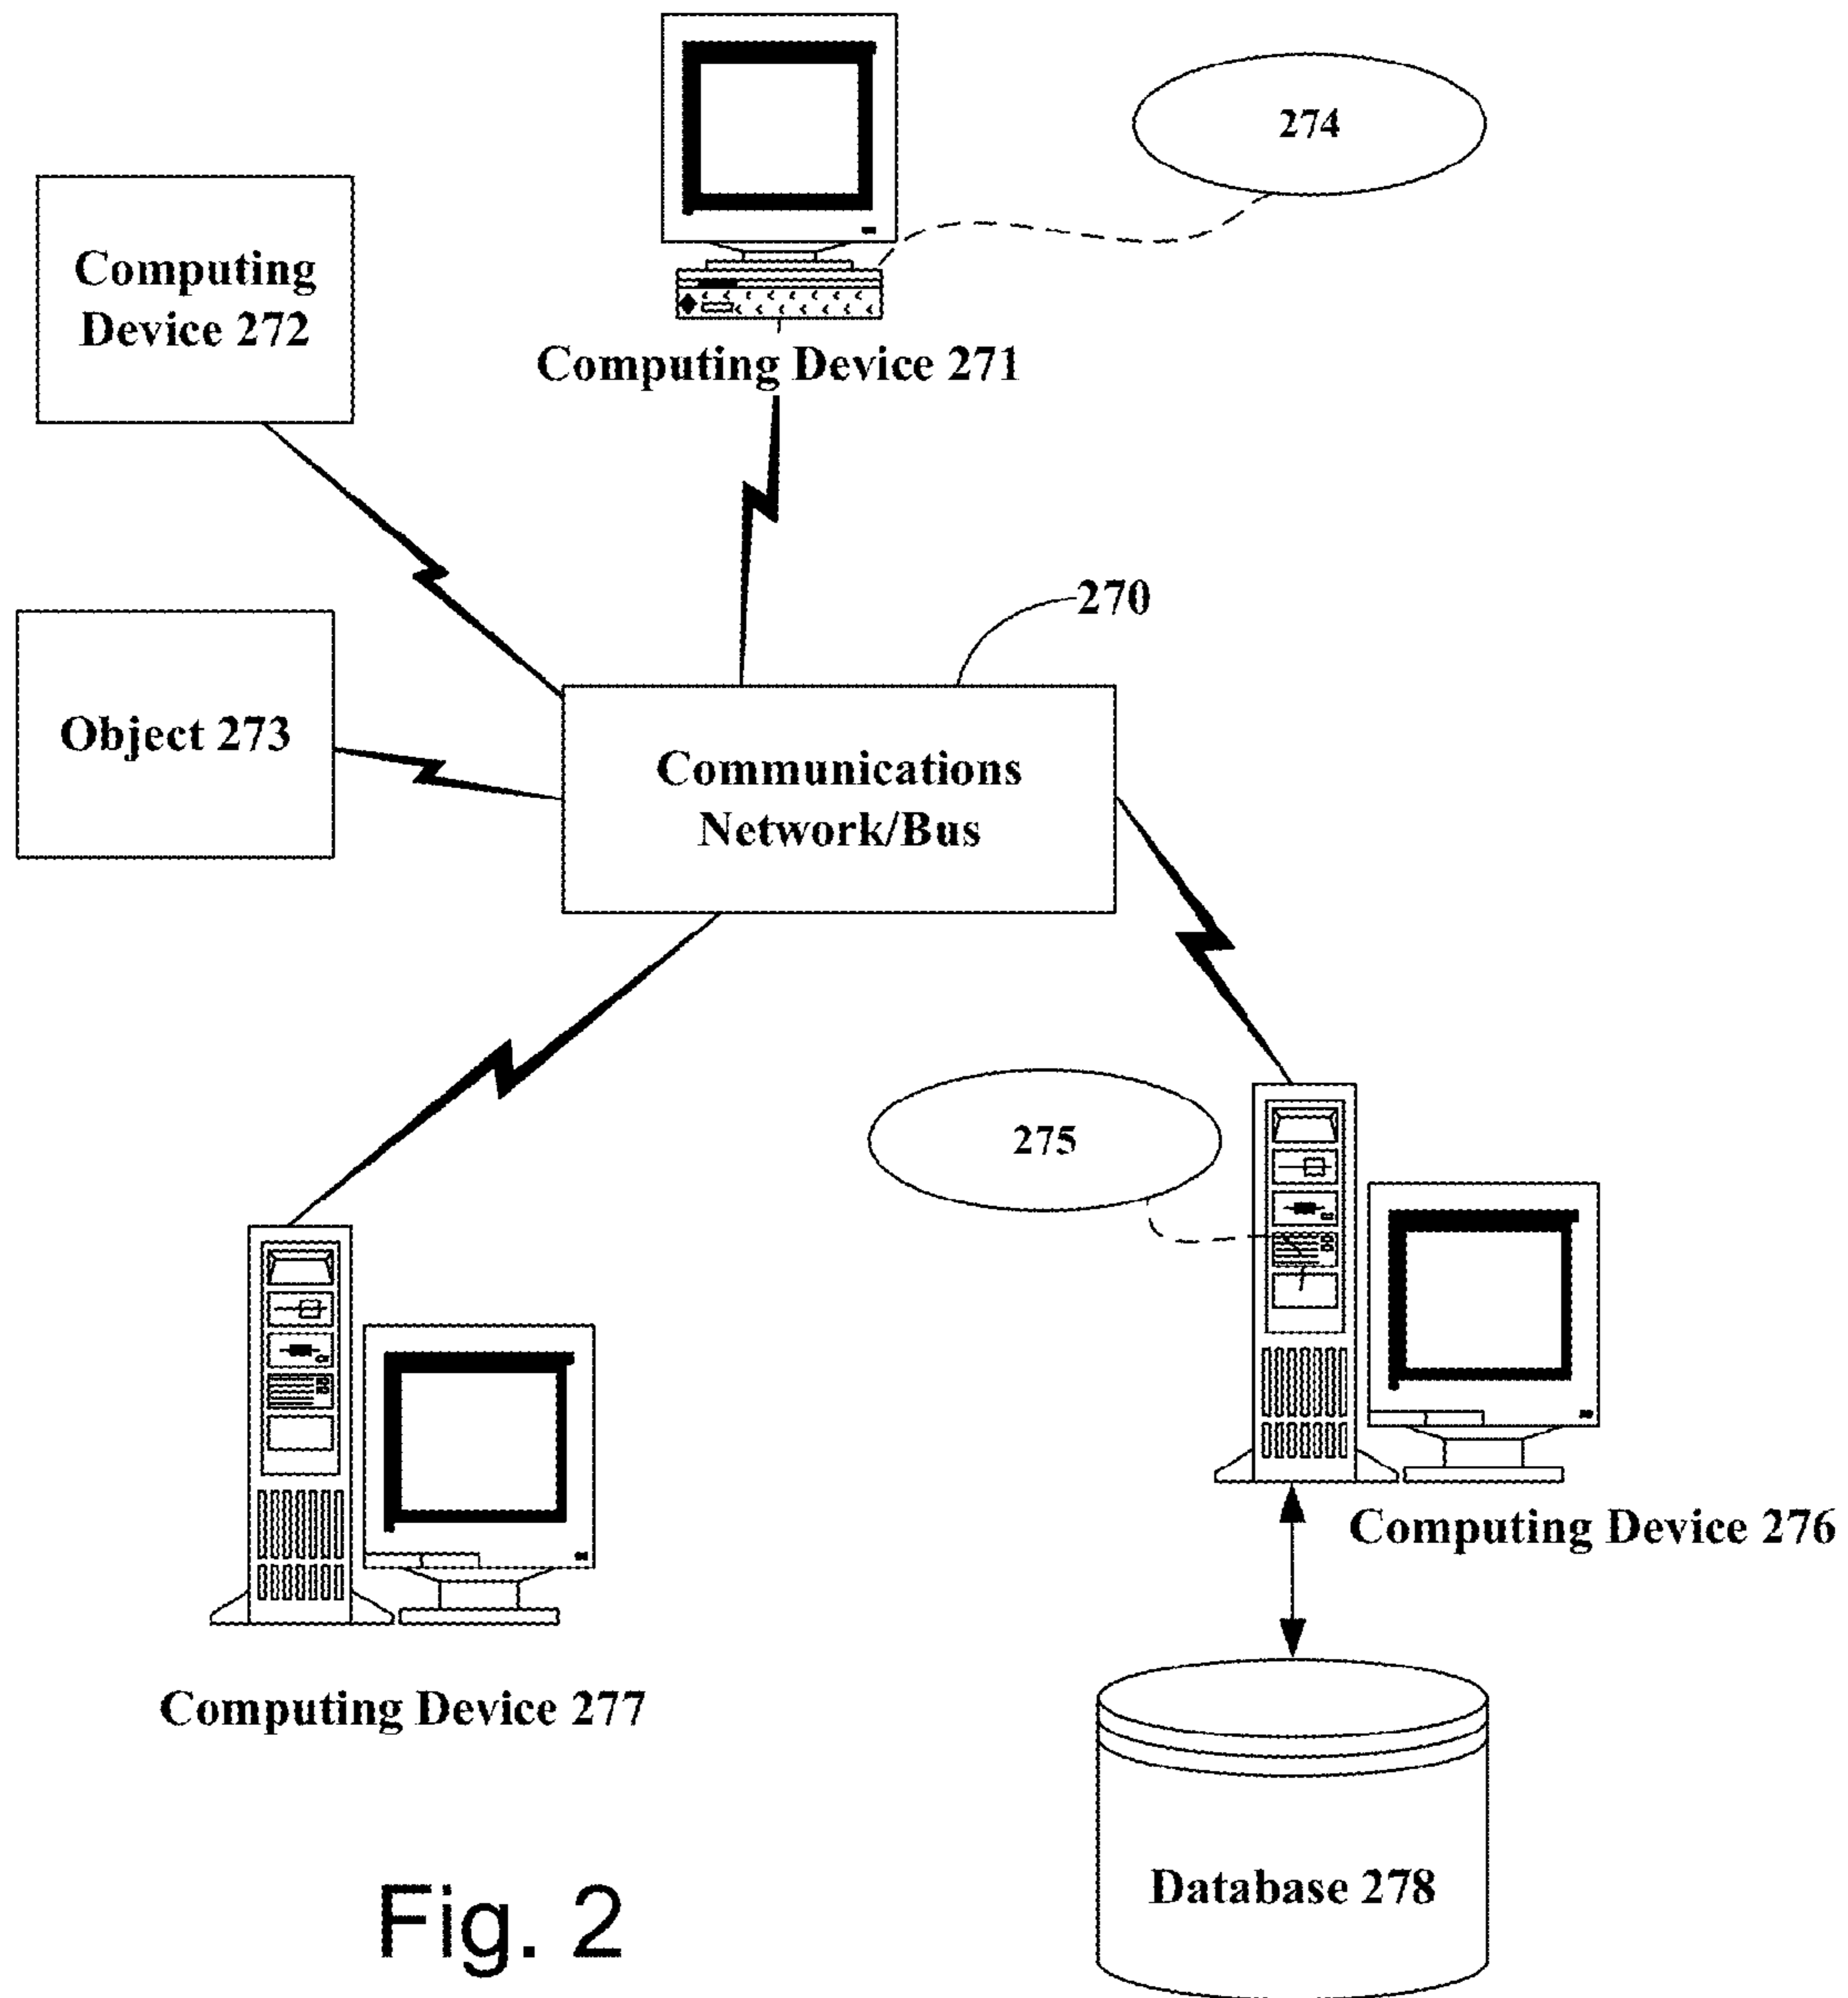 274
Computing
Device 272
Computing Device 271
270
Object 273
Communications
Network/Bus
275
Computing Device 276
Computing Device 277
Database 278
Fig. 2